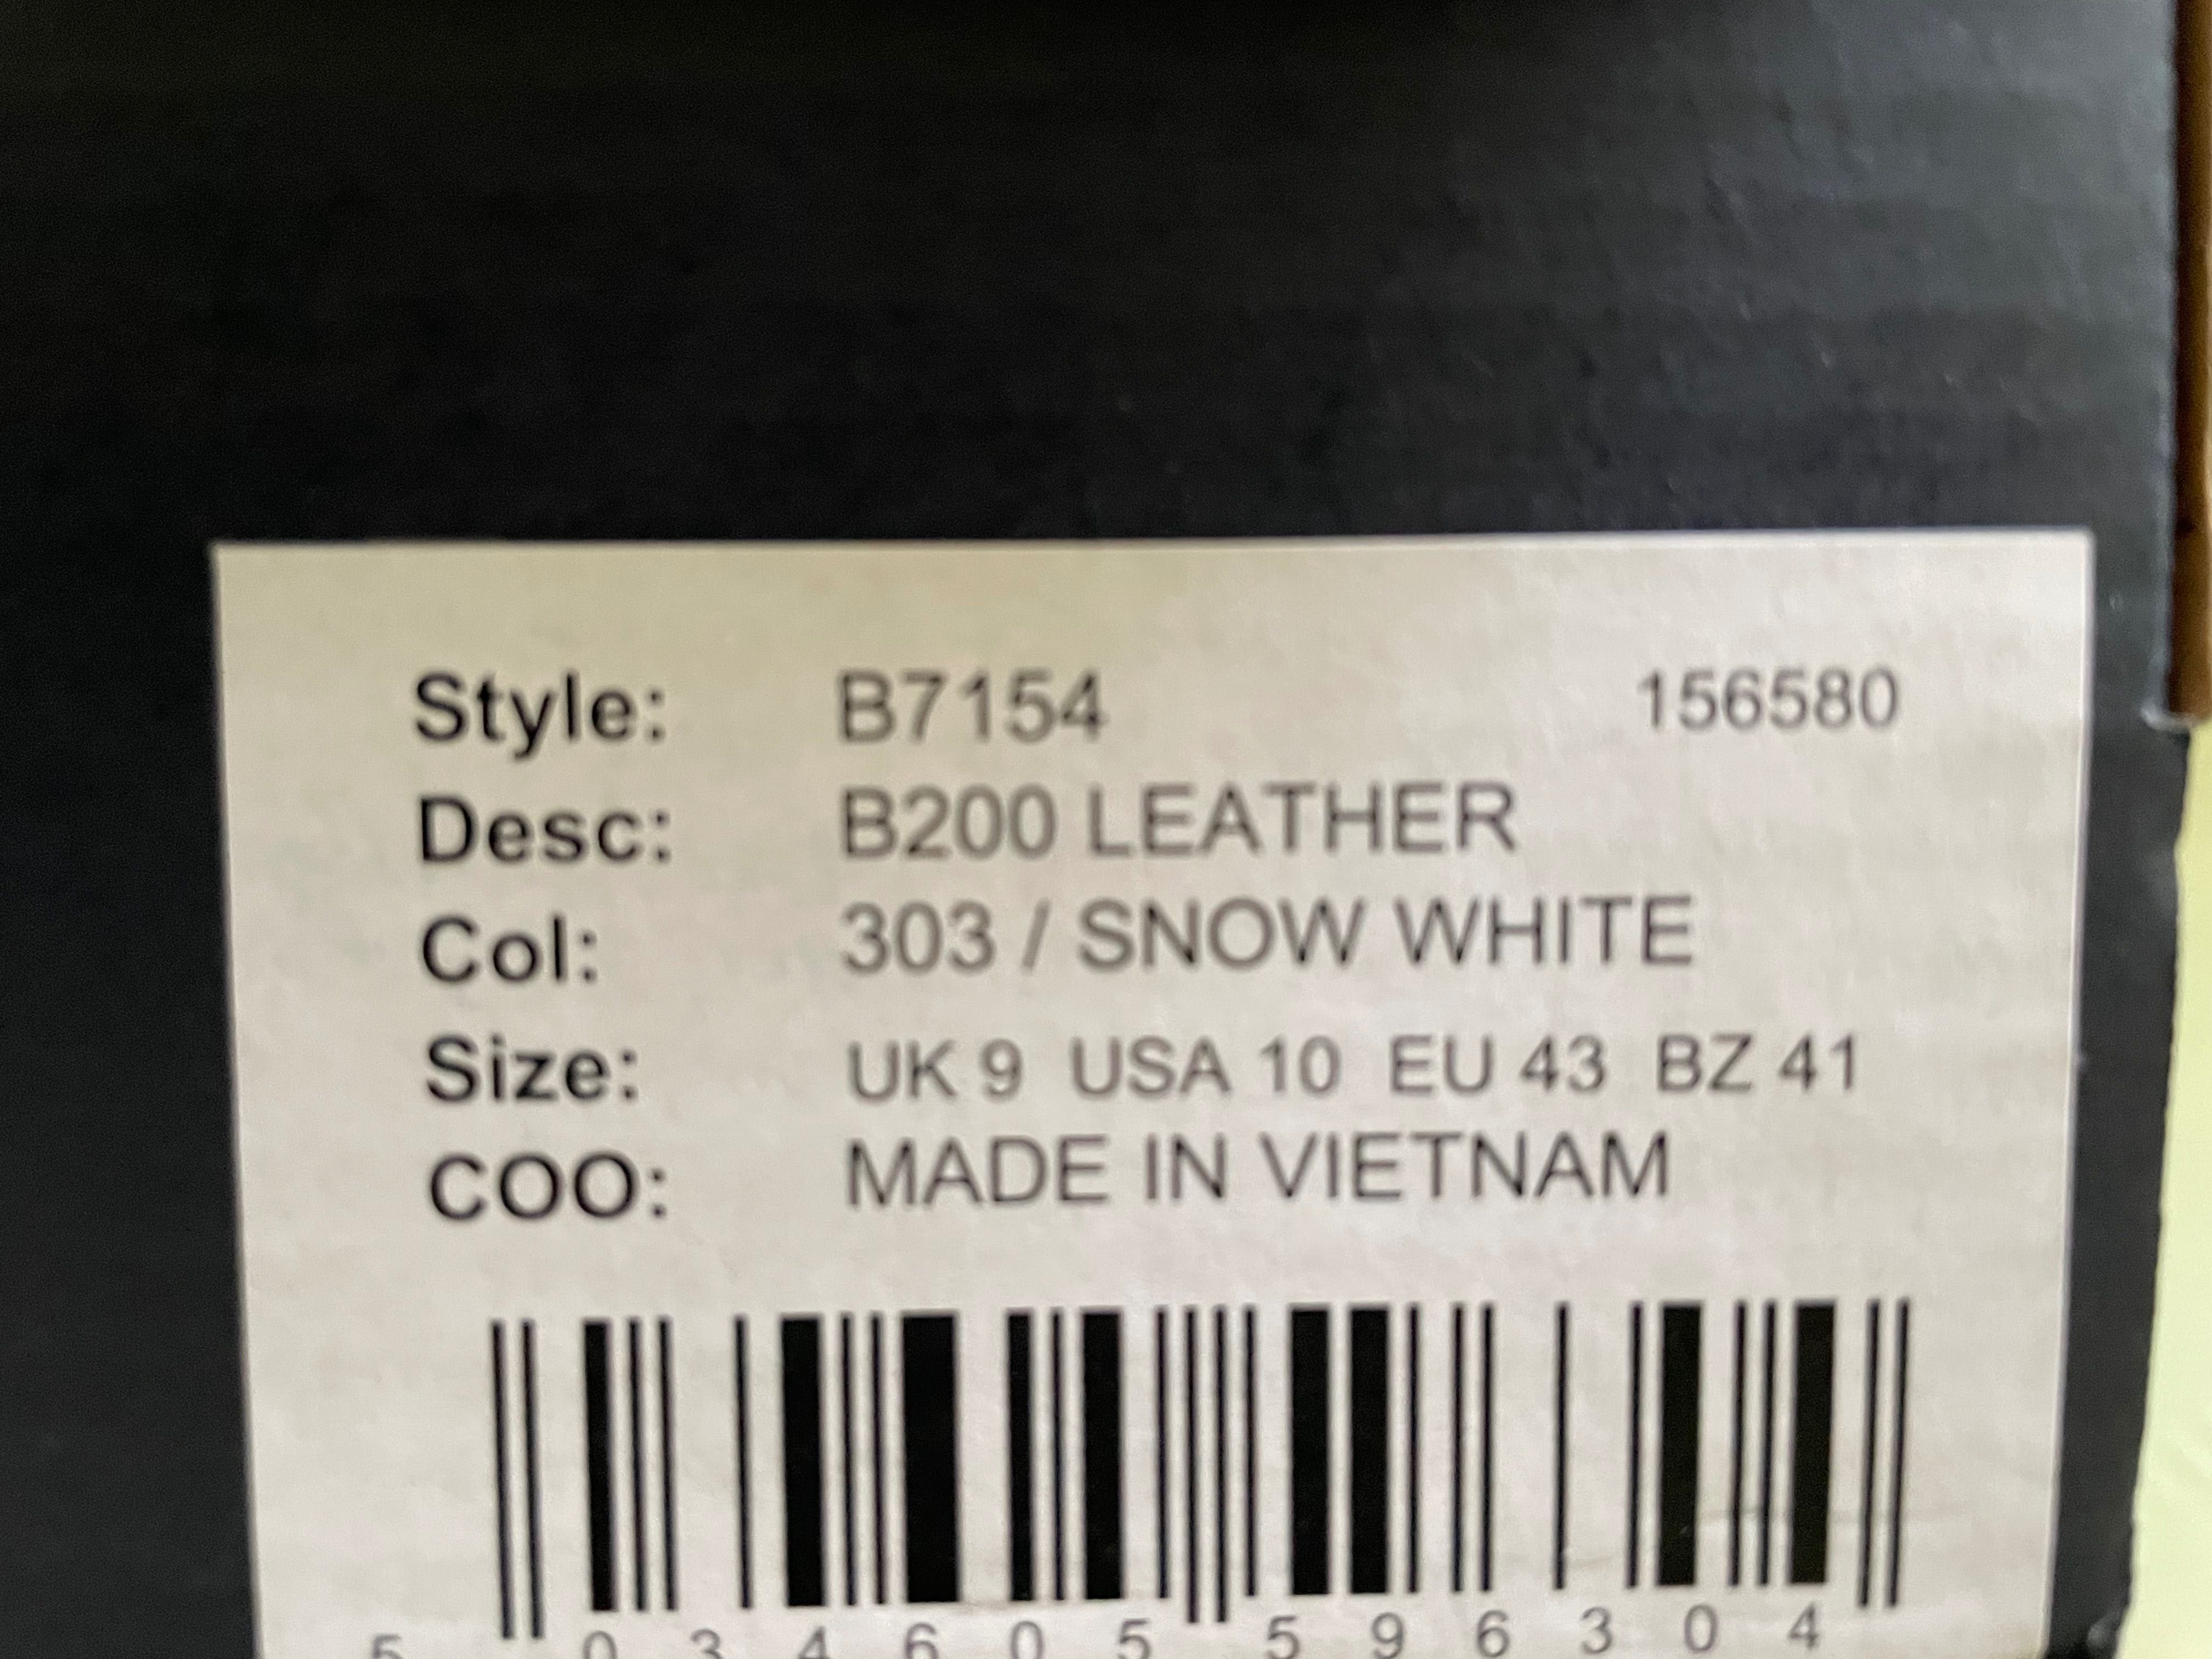 Style: B7154 156580
Desc: B200 LEATHER
Col: 303 / SNOW WHITE
Size: UK 9 USA 10 EU 43 BZ 41
COO: MADE IN VIETNAM
5 034605 596304